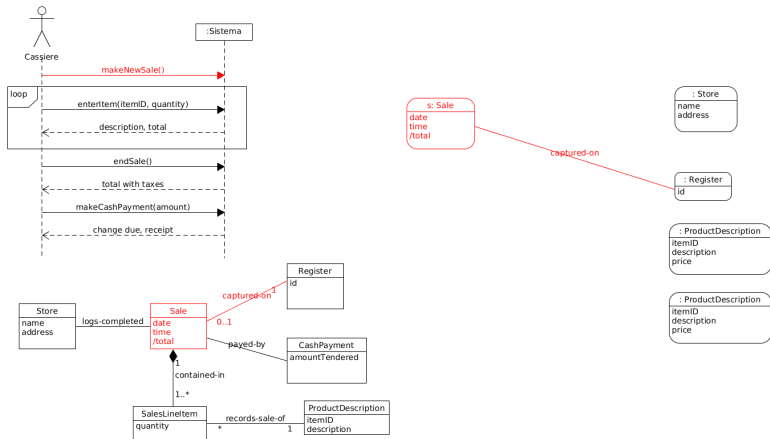 Cassiere
:Sistema
makeNewSale()
loop
enterItem(itemID, quantity)
description, total
endSale()
total with taxes
makeCashPayment(amount)
change due, receipt
s: Sale
date
time
/total
captured-on
: Store
name
address
: Register
id
: ProductDescription
itemID
description
price
: ProductDescription
itemID
description
price
Register
id
captured-on
1
0..1
Store
name
address
logs-completed
Sale
date
time
/total
payed-by
CashPayment
amountTendered
1
contained-in
1..*
SalesLineItem
quantity
records-sale-of
*
1
ProductDescription
itemID
description